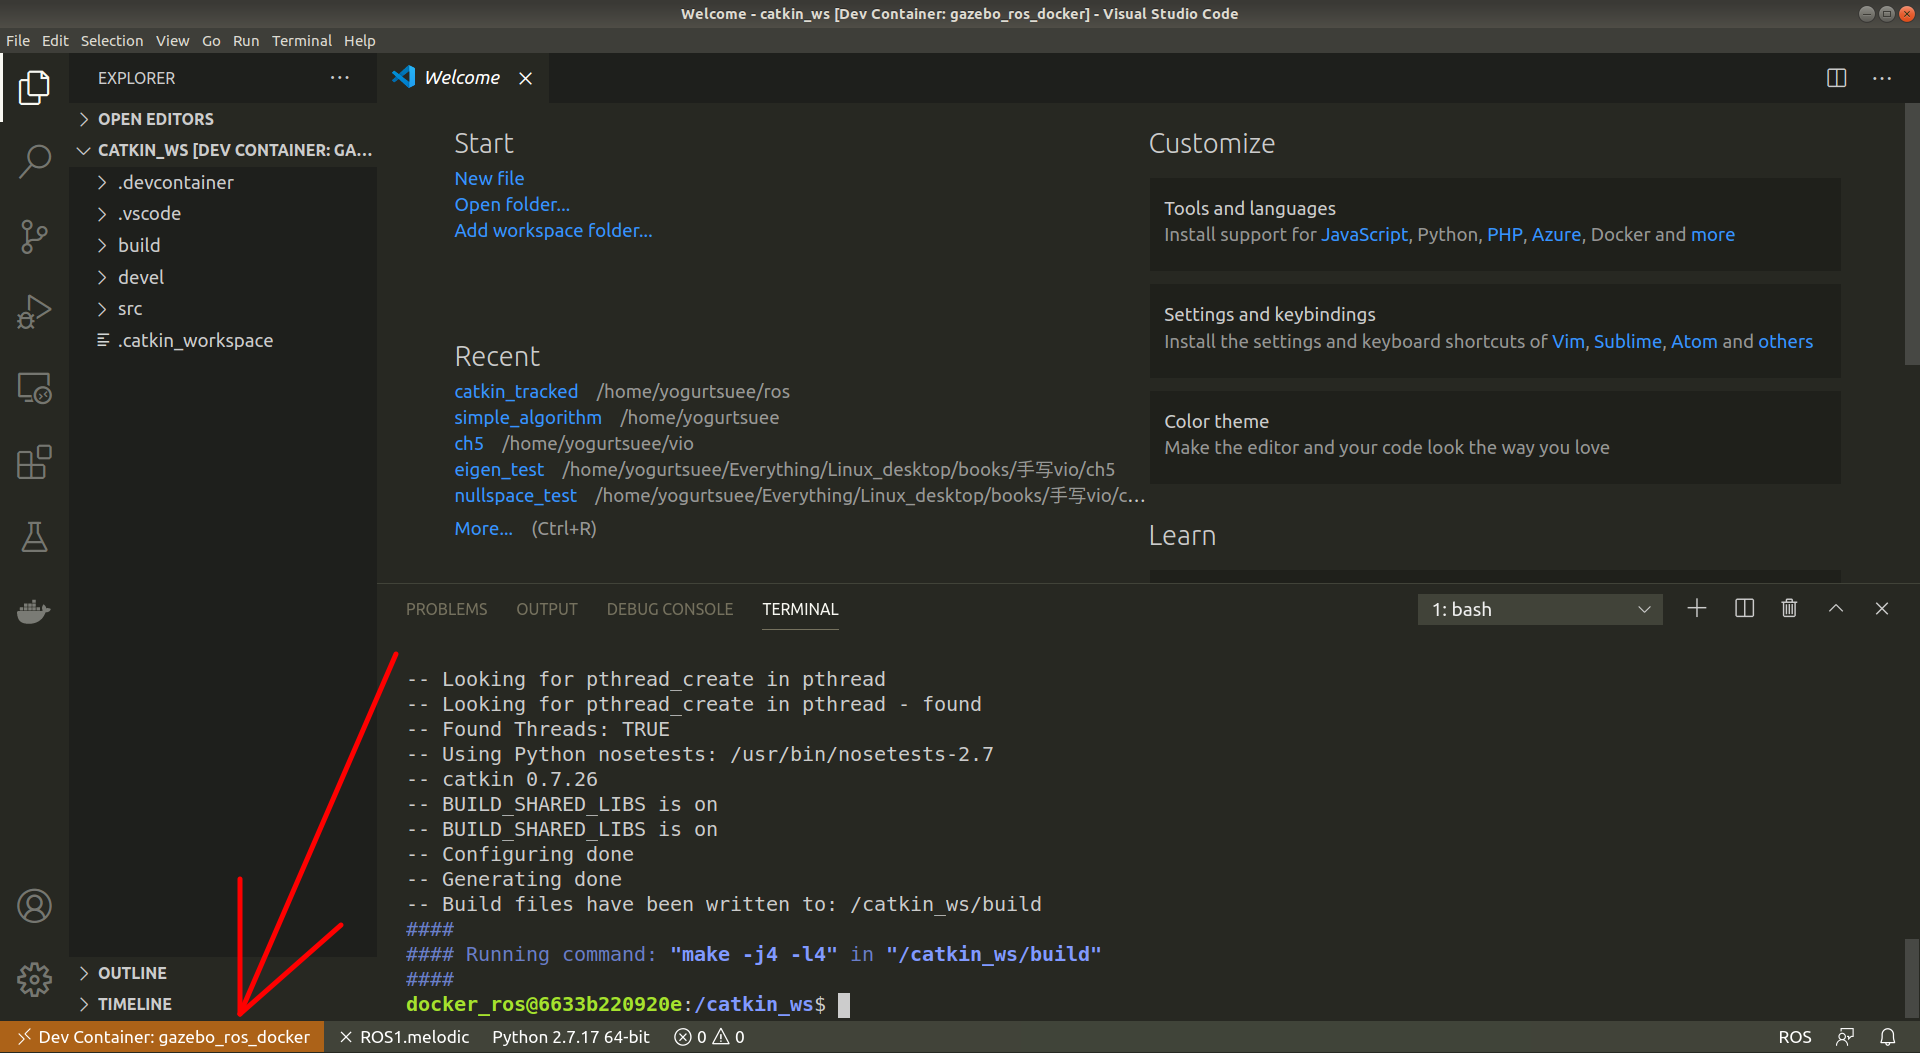 Welcome - catkin_ws [Dev Container: gazebo_ros_docker] - Visual Studio Code
File Edit Selection View Go Run Terminal Help
EXPLORER
Welcome
OPEN EDITORS
CATKIN_WS [DEV CONTAINER: GA...
.devcontainer
.vscode
build
devel
src
.catkin_workspace
OUTLINE
TIMELINE
Start
New file
Open folder...
Add workspace folder...
Recent
catkin_tracked /home/yogurtsuee/ros
simple_algorithm /home/yogurtsuee
ch5 /home/yogurtsuee/vio
eigen_test /home/yogurtsuee/Everything/Linux_desktop/books/手写vio/ch5
nullspace_test /home/yogurtsuee/Everything/Linux_desktop/books/手写vio/c...
More... (Ctrl+R)
Customize
Tools and languages
Install support for JavaScript, Python, PHP, Azure, Docker and more
Settings and keybindings
Install the settings and keyboard shortcuts of Vim, Sublime, Atom and others
Color theme
Make the editor and your code look the way you love
Learn
PROBLEMS OUTPUT DEBUG CONSOLE TERMINAL 1: bash
-- Looking for pthread_create in pthread
-- Looking for pthread_create in pthread - found
-- Found Threads: TRUE
-- Using Python nosetests: /usr/bin/nosetests-2.7
-- catkin 0.7.26
-- BUILD_SHARED_LIBS is on
-- BUILD_SHARED_LIBS is on
-- Configuring done
-- Generating done
-- Build files have been written to: /catkin_ws/build
####
#### Running command: "make -j4 -l4" in "/catkin_ws/build"
####
docker_ros@6633b220920e:/catkin_ws$
Dev Container: gazebo_ros_docker ROS1.melodic Python 2.7.17 64-bit 0 0 ROS